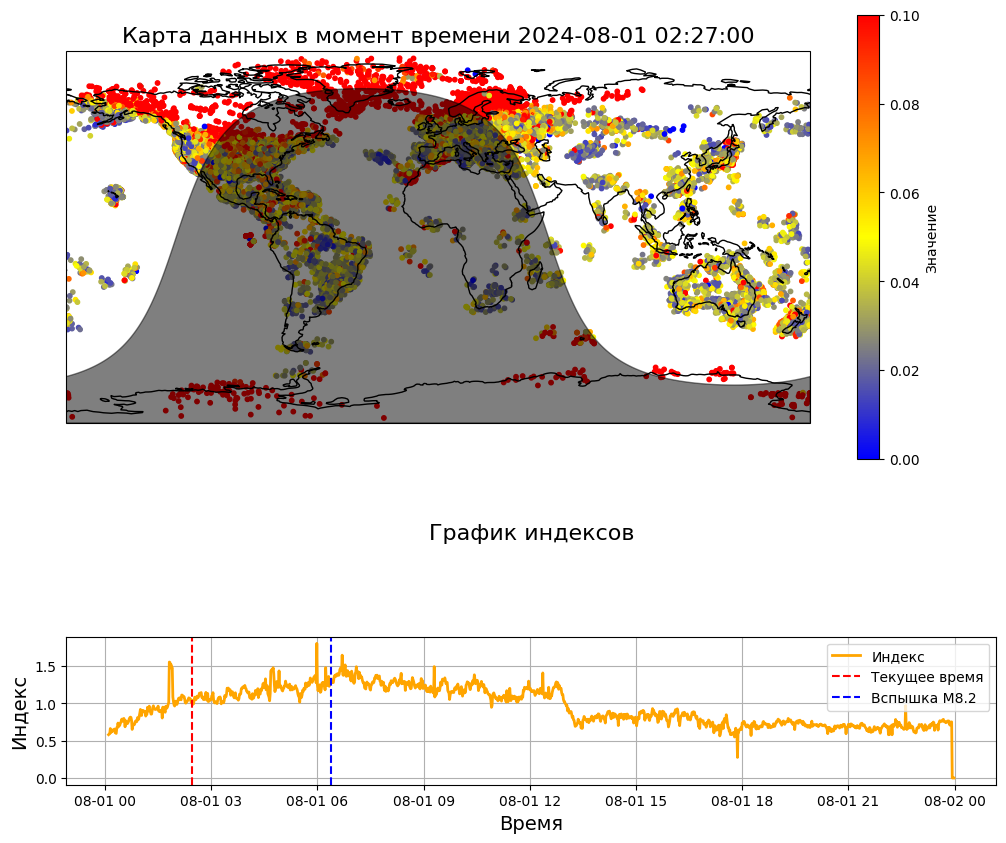 Карта данных в момент времени 2024-08-01 02:27:00
0.10
0.08
0.06
0.04
0.02
0.00
Значение
График индексов
Индекс
1.5
1.0
0.5
0.0
Индекс
Текущее время
Вспышка M8.2
08-01 00 08-01 03 08-01 06 08-01 09 08-01 12 08-01 15 08-01 18 08-01 21 08-02 00
Время